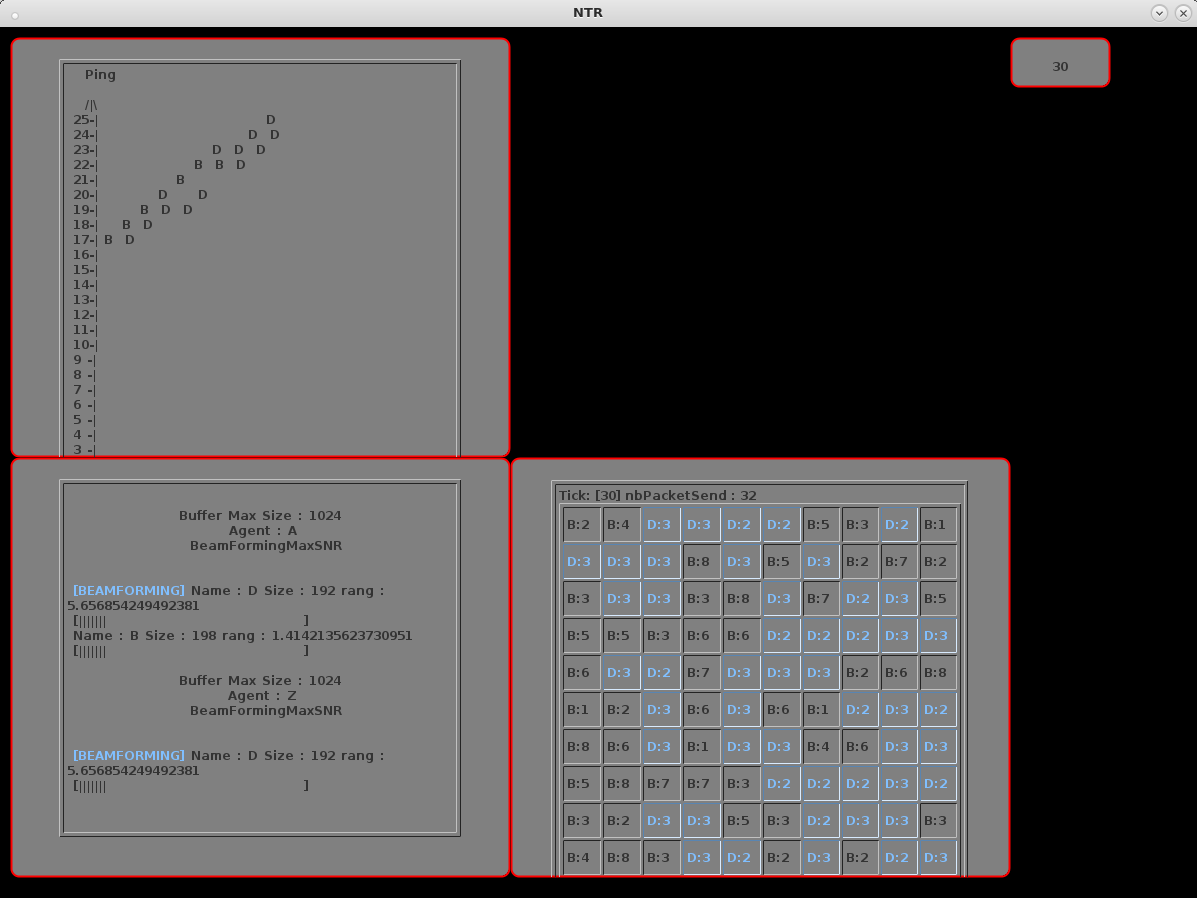 NTR
30
Ping
/|\
25-| D
24-| D D
23-| D D D
22-| B B D
21-| B
20-| D D
19-| B D D
18-| B D
17-| B D
16-|
15-|
14-|
13-|
12-|
11-|
10-|
9 -|
8 -|
7 -|
6 -|
5 -|
4 -|
3 -|
Buffer Max Size : 1024
Agent : A
BeamFormingMaxSNR
[BEAMFORMING] Name : D Size : 192 rang :
5.656854249492381
[||||||| ]
Name : B Size : 198 rang : 1.4142135623730951
[||||||| ]
Buffer Max Size : 1024
Agent : Z
BeamFormingMaxSNR
[BEAMFORMING] Name : D Size : 192 rang :
5.656854249492381
[||||||| ]
Tick: [30] nbPacketSend : 32
B:2 B:4 D:3 D:3 D:2 D:2 B:5 B:3 D:2 B:1
D:3 D:3 D:3 B:8 D:3 B:5 D:3 B:2 B:7 B:2
B:3 D:3 D:3 B:3 B:8 D:3 B:7 D:2 D:3 B:5
B:5 B:5 B:3 B:6 B:6 D:2 D:2 D:2 D:3 D:3
B:6 D:3 D:2 B:7 D:3 D:3 D:3 B:2 B:6 B:8
B:1 B:2 D:3 B:6 D:3 B:6 B:1 D:2 D:3 D:2
B:8 B:6 D:3 B:1 D:3 D:3 B:4 B:6 D:3 D:3
B:5 B:8 B:7 B:7 B:3 D:2 D:2 D:2 D:3 D:2
B:3 B:2 D:3 D:3 B:5 B:3 D:2 D:3 D:3 B:3
B:4 B:8 B:3 D:3 D:2 B:2 D:3 B:2 D:2 D:3